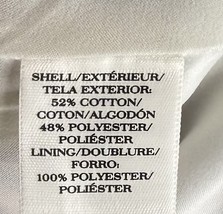 SHELL/EXTÉRIEUR/
TELA EXTERIOR:
52% COTTON/
COTON/ALGODÓN
48% POLYESTER/
POLIÉSTER
LINING/DOUBLURE/
FORRO:
100% POLYESTER/
POLIÉSTER